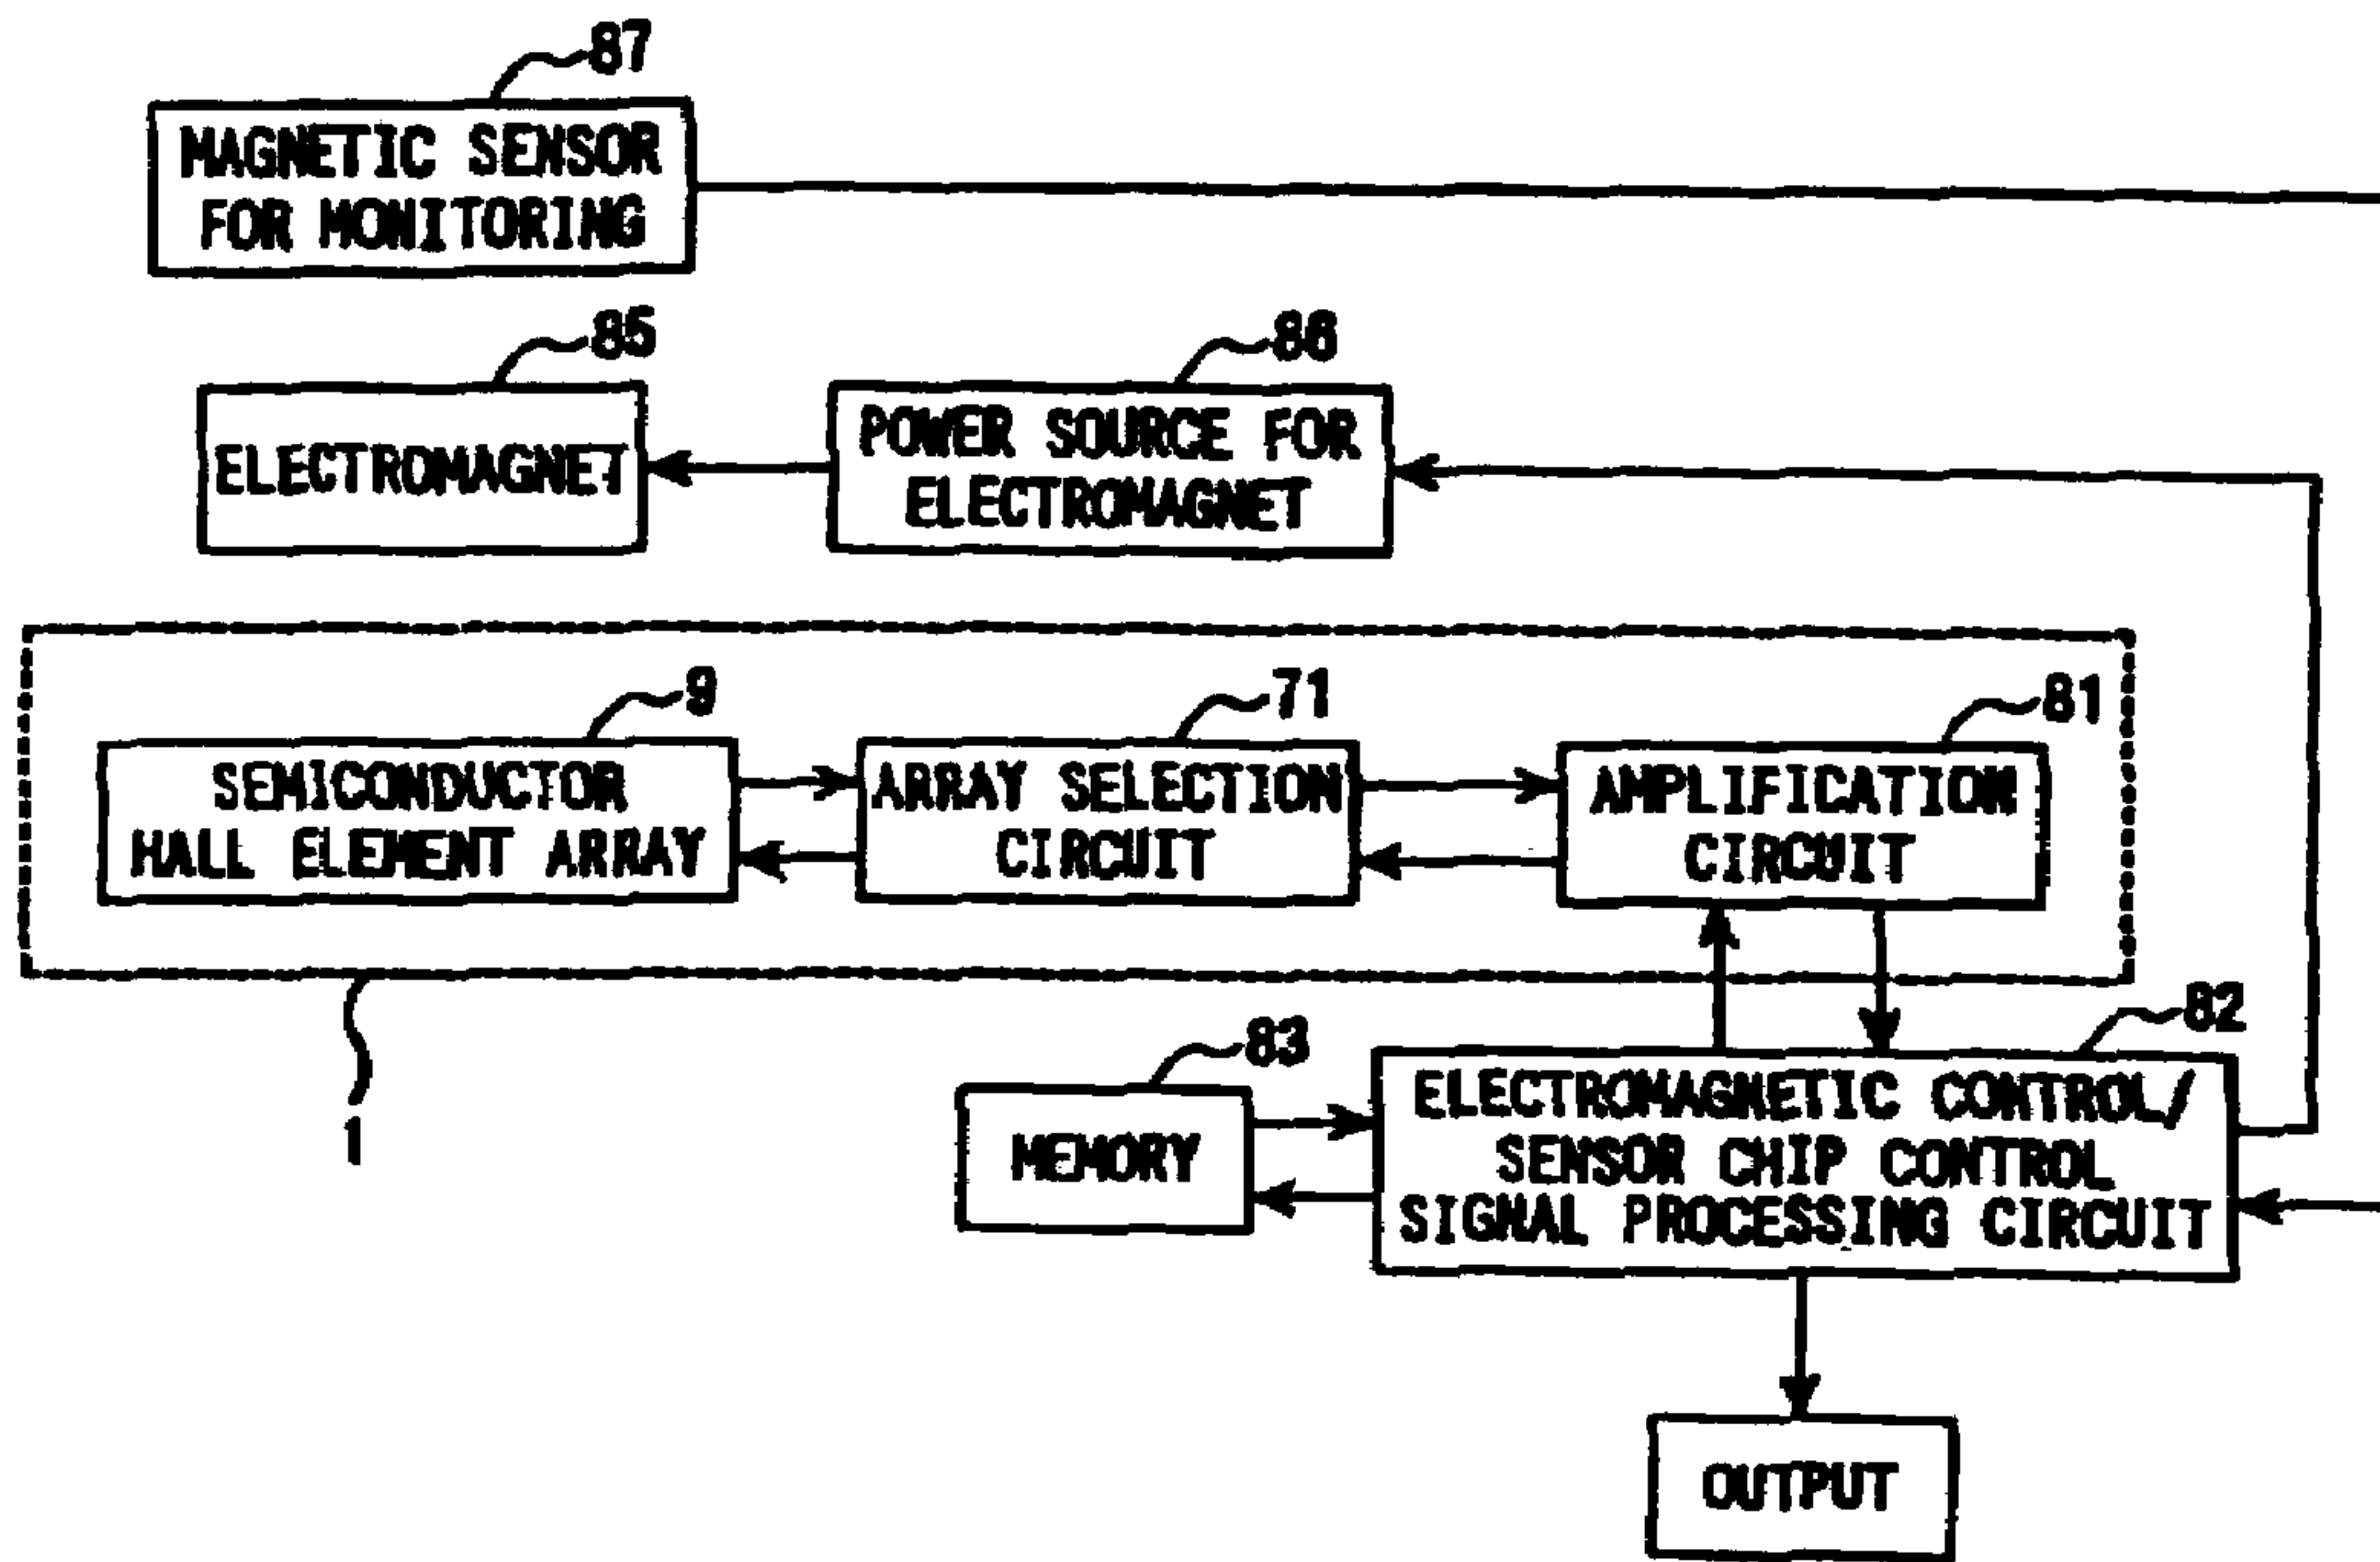 87
MAGNETIC SENSOR
FOR MONITORING
85
86
ELECTROMAGNET
POWER SOURCE FOR
ELECTROMAGNET
9
71
81
SEMICONDUCTOR
HALL ELEMENT ARRAY
ARRAY SELECTION
CIRCUIT
AMPLIFICATION
CIRCUIT
1
83
82
MEMORY
ELECTROMAGNETIC CONTROL/
SENSOR CHIP CONTROL
SIGNAL PROCESSING CIRCUIT
OUTPUT